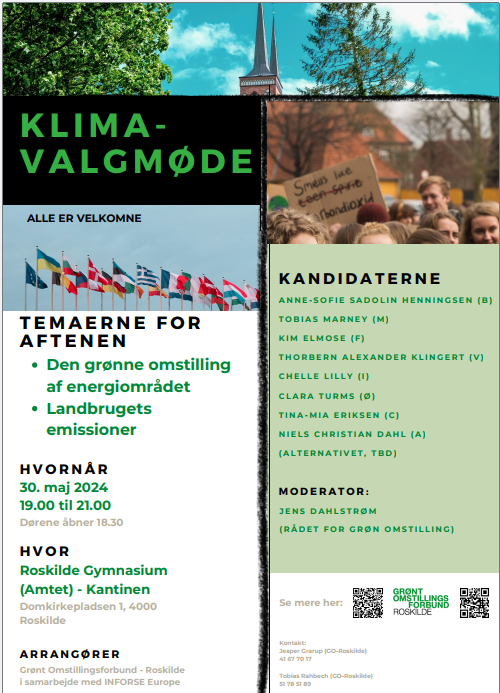 KLIMA-
VALGMØDE
ALLE ER VELKOMNE
TEMAERNE FOR
AFTENEN
• Den grønne omstilling
af energiområdet
• Landbrugets
emissioner
HVORNÅR
30. maj 2024
19.00 til 21.00
Dørene åbner 18.30
HVOR
Roskilde Gymnasium
(Amtet) - Kantinen
Domkirkepladsen 1, 4000
Roskilde
ARRANGØRER
Grønt Omstillingsforbund - Roskilde
i samarbejde med INFORSE Europe
Smells like
teen spirit
KANDIDATERNE
ANNE-SOFIE SADOLIN HENNINGSEN (B)
TOBIAS MARNEY (M)
KIM ELMOSE (F)
THORBERN ALEXANDER KLINGERT (V)
CHELLE LILLY (I)
CLARA TURMS (Ø)
TINA-MIA ERIKSEN (C)
NIELS CHRISTIAN DAHL (A)
(ALTERNATIVET, TBD)
MODERATOR:
JENS DAHLSTRØM
(RÅDET FOR GRØN OMSTILLING)
Se mere her:
GRØNT
OMSTILLINGS
FORBUND
ROSKILDE
Kontakt:
Jesper Grarup (GO-Roskilde)
41 67 70 17
Tobias Rahbech (GO-Roskilde)
51 78 51 89